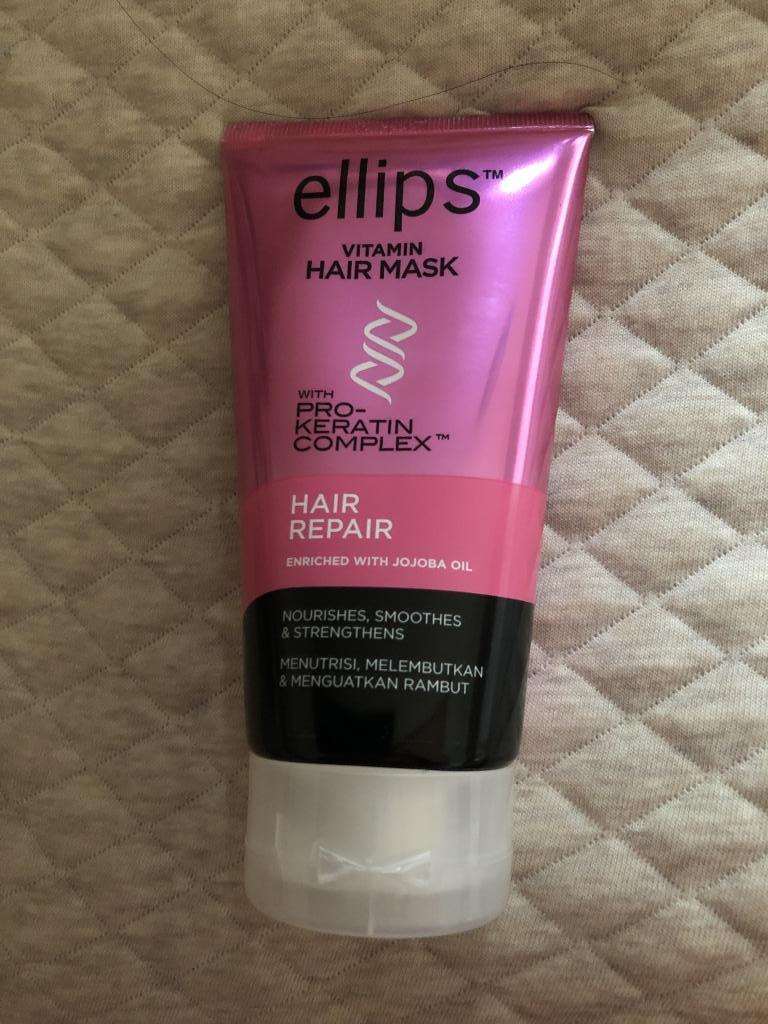 ellips™
VITAMIN
HAIR MASK
WITH
PRO-
KERATIN
COMPLEX™
HAIR
REPAIR
ENRICHED WITH JOJOBA OIL
NOURISHES, SMOOTHES
& STRENGTHENS
MENUTRISI, MELEMBUTKAN
& MENGUATKAN RAMBUT